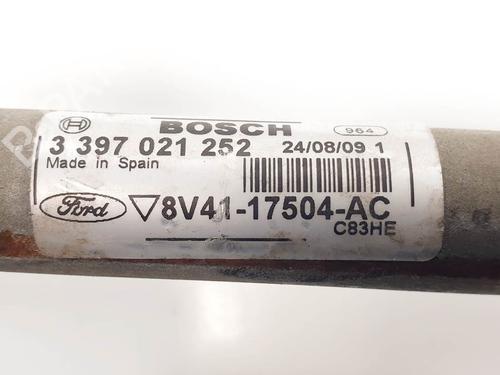 BOSCH 964
3 397 021 252 24/08/09 1
Made in Spain
Ford 8V41-17504-AC
C83HE